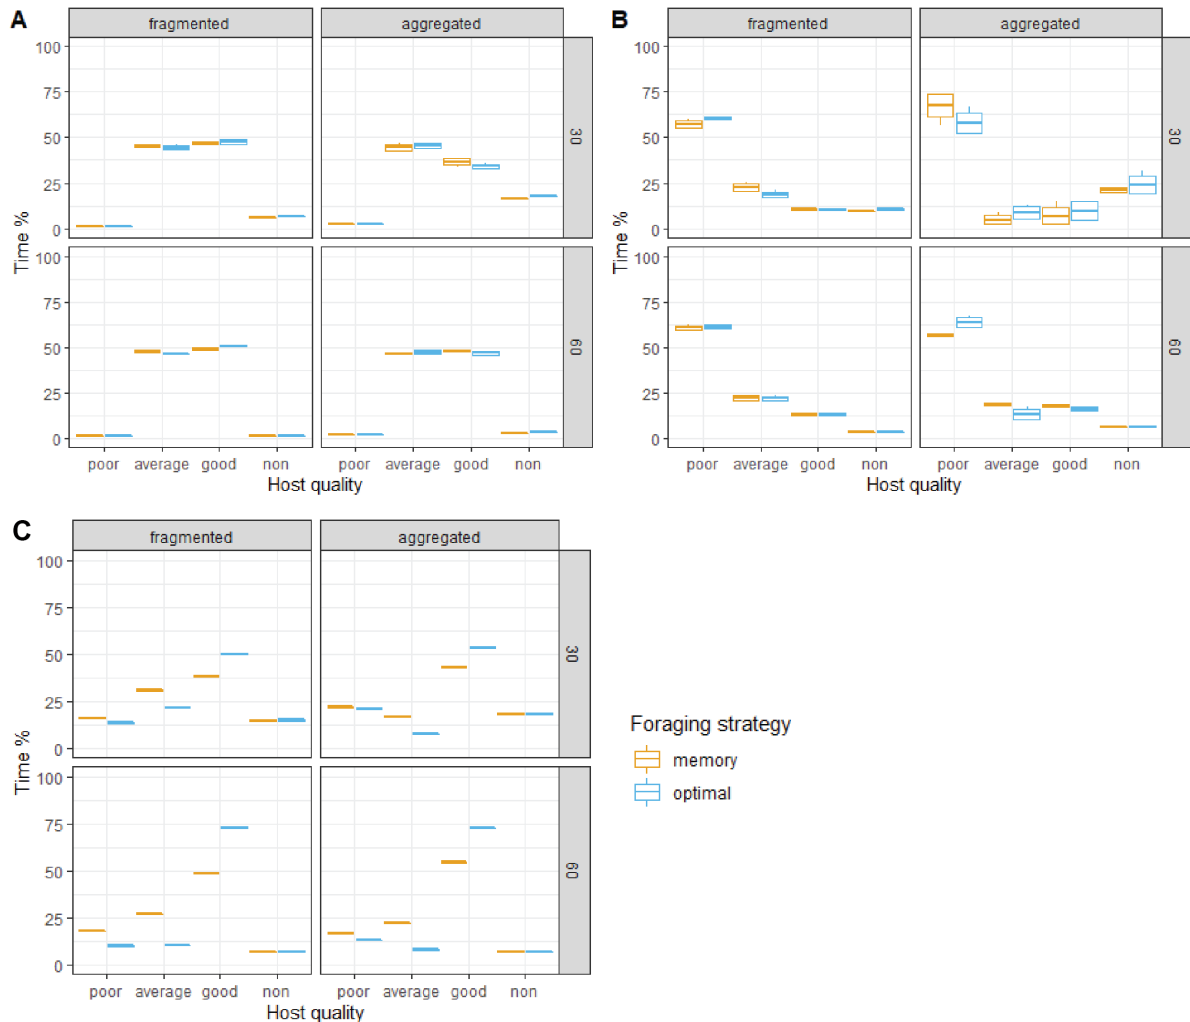 A
fragmented
aggregated
100
75
50
25
0
30
Time %
100
75
50
25
0
60
poor average good non
poor average good non
Host quality
B
fragmented
aggregated
100
75
50
25
0
30
Time %
100
75
50
25
0
60
poor average good non
poor average good non
Host quality
C
fragmented
aggregated
100
75
50
25
0
30
Time %
100
75
50
25
0
60
poor average good non
poor average good non
Host quality
Foraging strategy
memory
optimal